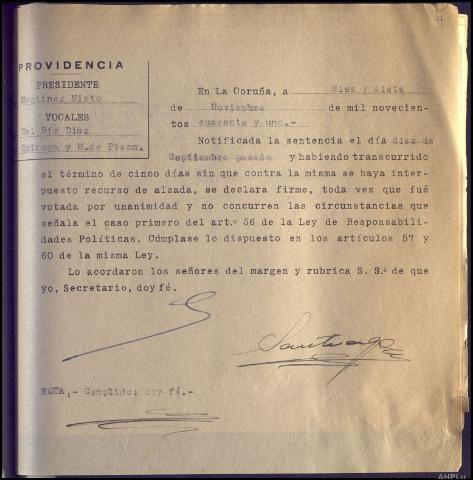 47
PROVIDENCIA
PRESIDENTE
Martinez Nieto
VOCALES
Del Rio Diaz
Quiroga y M. de Pison.
En La Coruña, a diez y siete
de Noviembre de mil novecien-
tos cuarenta y uno.-
Notificada la sentencia el día diez de
Septiembre pasado y habiendo transcurrido
el término de cinco días sin que contra la misma se haya inter-
puesto recurso de alzada, se declara firme, toda vez que fué
votada por unanimidad y no concurren las circunstancias que
señala el caso primero del art.º 56 de la Ley de Responsabili-
dades Políticas. Cúmplase lo dispuesto en los artículos 57 y
60 de la misma Ley.
Lo acordaron los señores del margen y rubrica S. S.ª de que
yo, Secretario, doy fé.
Santiago
NOTA,- Cumplido; doy fé.-
AHPLu